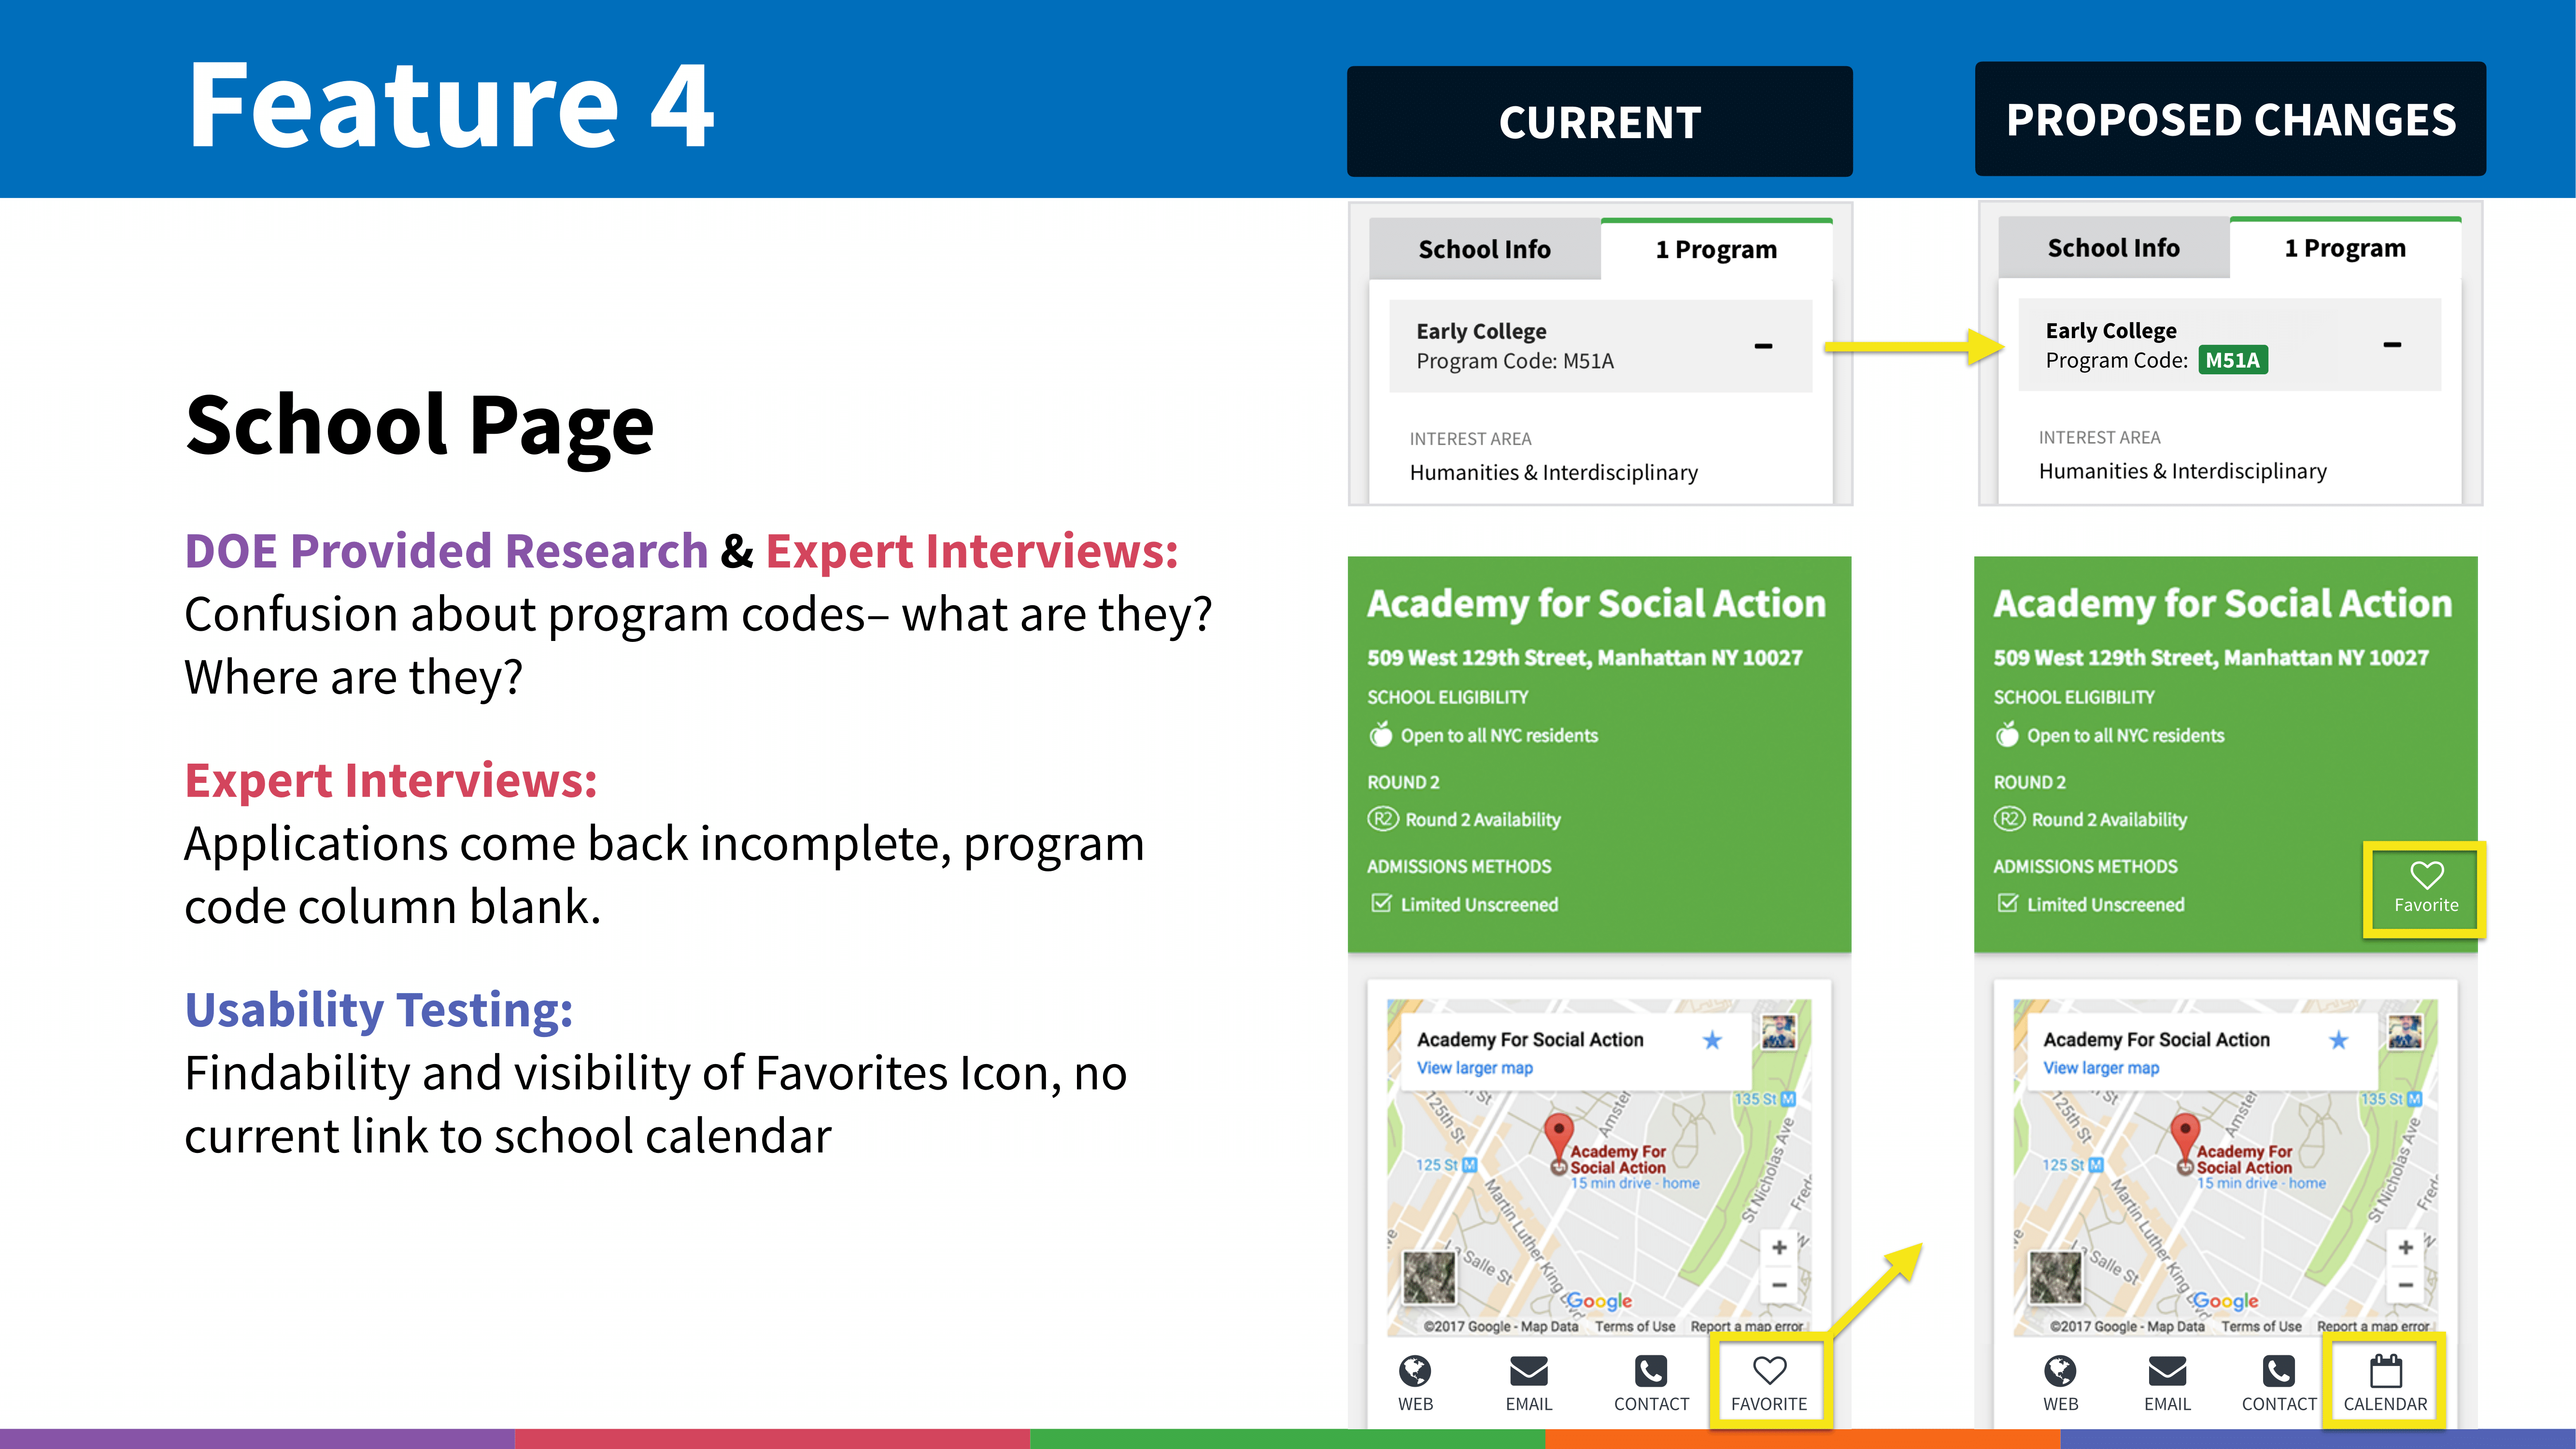 Feature 4
CURRENT
PROPOSED CHANGES
School Page
DOE Provided Research & Expert Interviews:
Confusion about program codes– what are they?
Where are they?
Expert Interviews:
Applications come back incomplete, program
code column blank.
Usability Testing:
Findability and visibility of Favorites Icon, no
current link to school calendar
School Info
1 Program
Early College
Program Code: M51A
INTEREST AREA
Humanities & Interdisciplinary
Academy for Social Action
509 West 129th Street, Manhattan NY 10027
SCHOOL ELIGIBILITY
Open to all NYC residents
ROUND 2
R2 Round 2 Availability
ADMISSIONS METHODS
Limited Unscreened
Academy For Social Action
View larger map
135 St M
125th St
Amster
125 St M
Academy For
Social Action
15 min drive - home
St Nicholas Ave
Fred
Martin Luther King Blvd
La Salle St
Google
©2017 Google - Map Data Terms of Use Report a map error
WEB
EMAIL
CONTACT
FAVORITE
School Info
1 Program
Early College
Program Code: M51A
INTEREST AREA
Humanities & Interdisciplinary
Academy for Social Action
509 West 129th Street, Manhattan NY 10027
SCHOOL ELIGIBILITY
Open to all NYC residents
ROUND 2
R2 Round 2 Availability
ADMISSIONS METHODS
Limited Unscreened
Favorite
Academy For Social Action
View larger map
135 St M
125th St
Amster
125 St M
Academy For
Social Action
15 min drive - home
St Nicholas Ave
Fred
Martin Luther King Blvd
La Salle St
Google
©2017 Google - Map Data Terms of Use Report a map error
WEB
EMAIL
CONTACT
CALENDAR